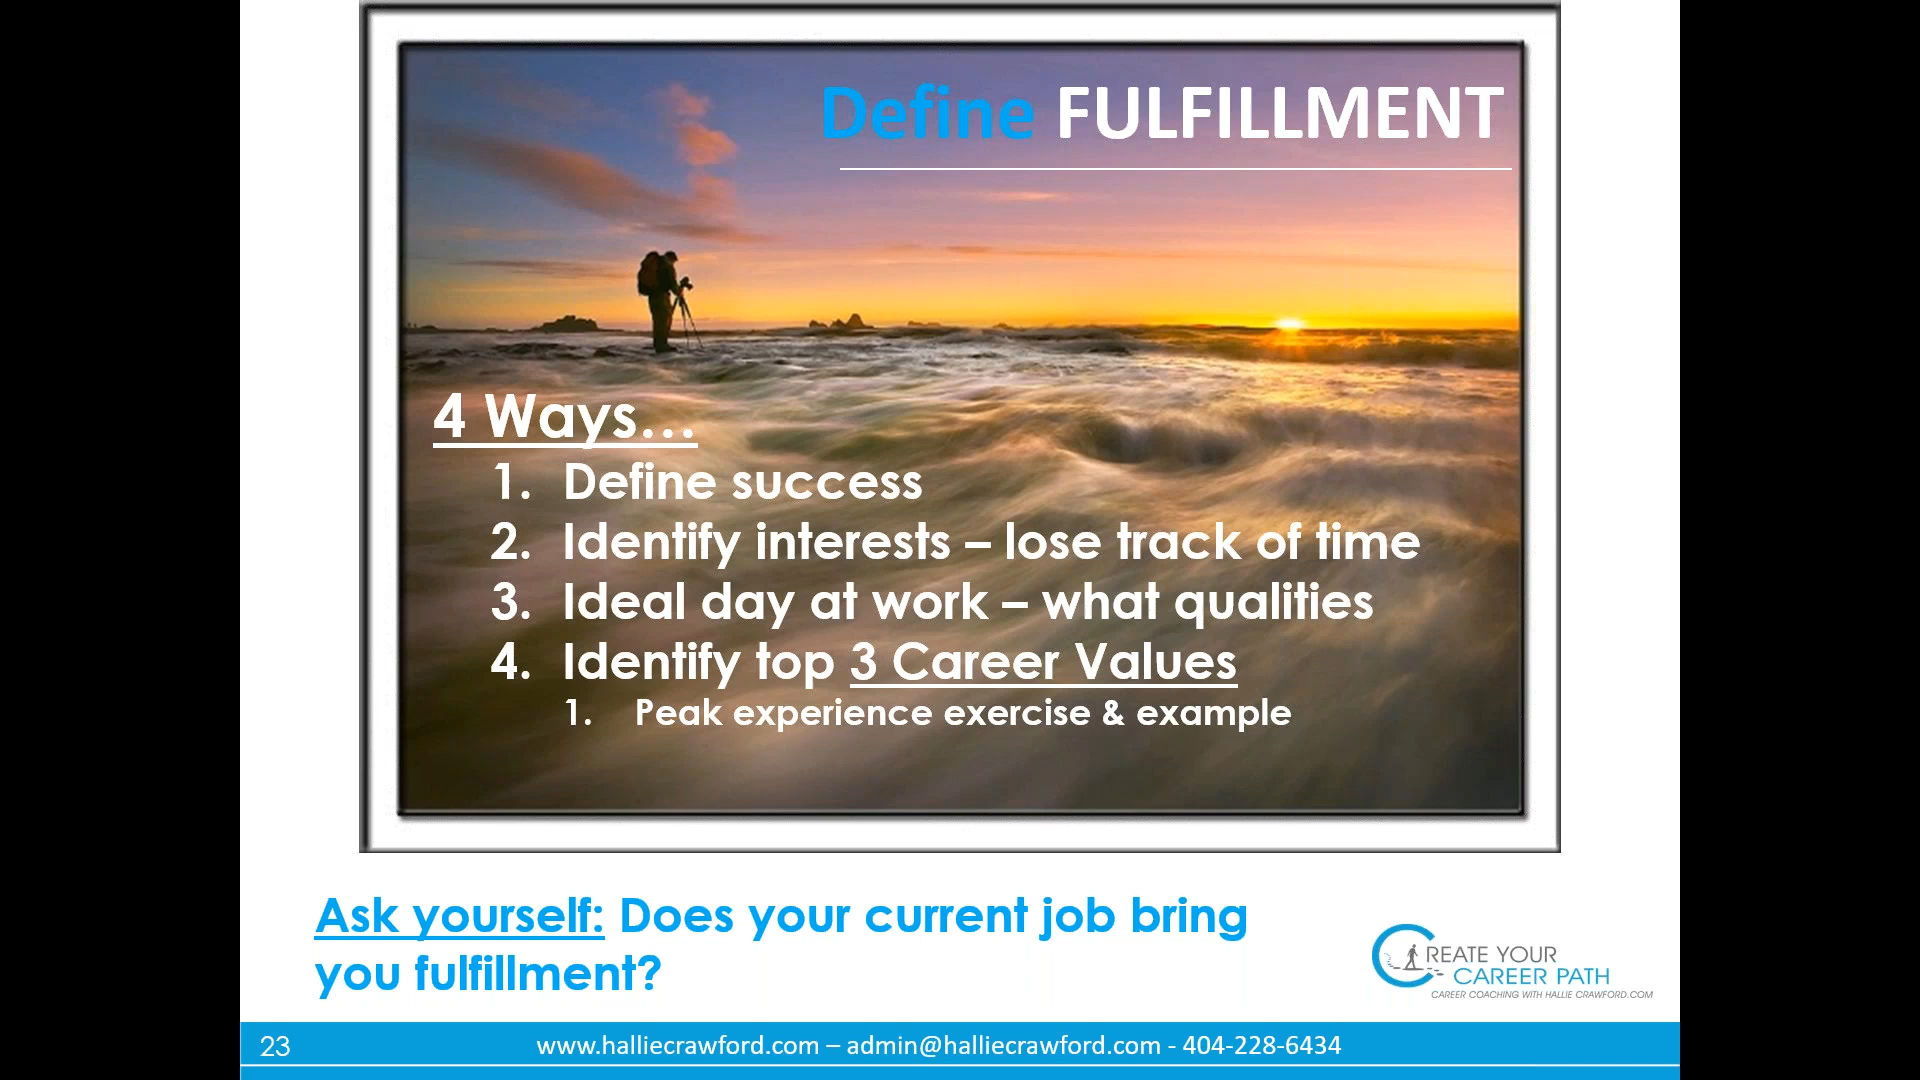 Define FULFILLMENT
4 Ways…
1. Define success
2. Identify interests – lose track of time
3. Ideal day at work – what qualities
4. Identify top 3 Career Values
1. Peak experience exercise & example
Ask yourself: Does your current job bring
you fulfillment?
CREATE YOUR
CAREER PATH
CAREER COACHING WITH HALLIE CRAWFORD.COM
23
www.halliecrawford.com – admin@halliecrawford.com - 404-228-6434